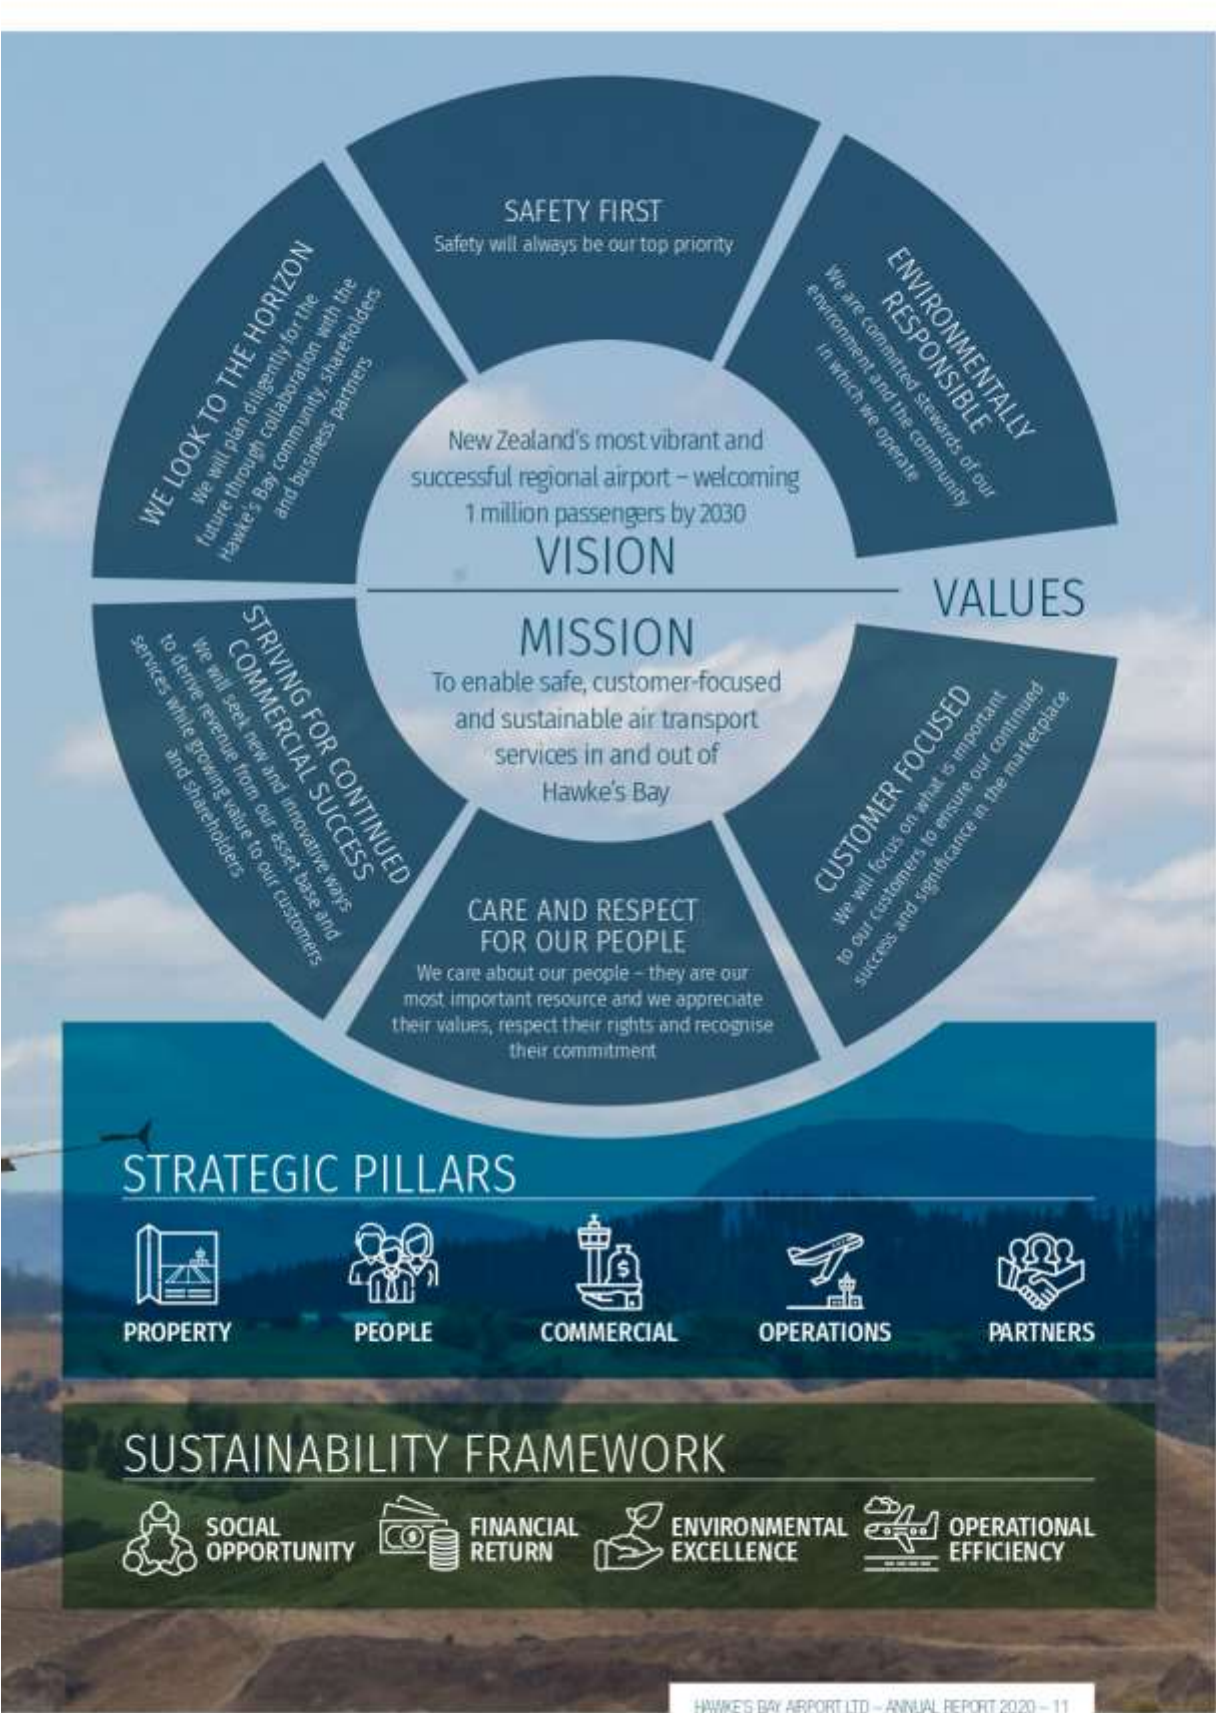 SAFETY FIRST
Safety will always be our top priority
ENVIRONMENTALLY
RESPONSIBLE
We are committed stewards of our
environment and the community
in which we operate
VALUES
CUSTOMER FOCUSED
We will focus on what is important
to our customers to ensure our continued
success and significance in the marketplace
CARE AND RESPECT
FOR OUR PEOPLE
We care about our people – they are our
most important resource and we appreciate
their values, respect their rights and recognise
their commitment
STRIVING FOR CONTINUED
COMMERCIAL SUCCESS
We will seek new and innovative ways
to derive revenue from our asset base and
services while growing value to our customers
and shareholders
WE LOOK TO THE HORIZON
We will plan diligently for the
future through collaboration with the
Hawke's Bay community, shareholders
and business partners
New Zealand's most vibrant and
successful regional airport – welcoming
1 million passengers by 2030
VISION
MISSION
To enable safe, customer-focused
and sustainable air transport
services in and out of
Hawke's Bay
STRATEGIC PILLARS
PROPERTY
PEOPLE
$
COMMERCIAL
OPERATIONS
PARTNERS
SUSTAINABILITY FRAMEWORK
SOCIAL
OPPORTUNITY
FINANCIAL
RETURN
ENVIRONMENTAL
EXCELLENCE
OPERATIONAL
EFFICIENCY
HAWKE'S BAY AIRPORT LTD – ANNUAL REPORT 2020 – 11